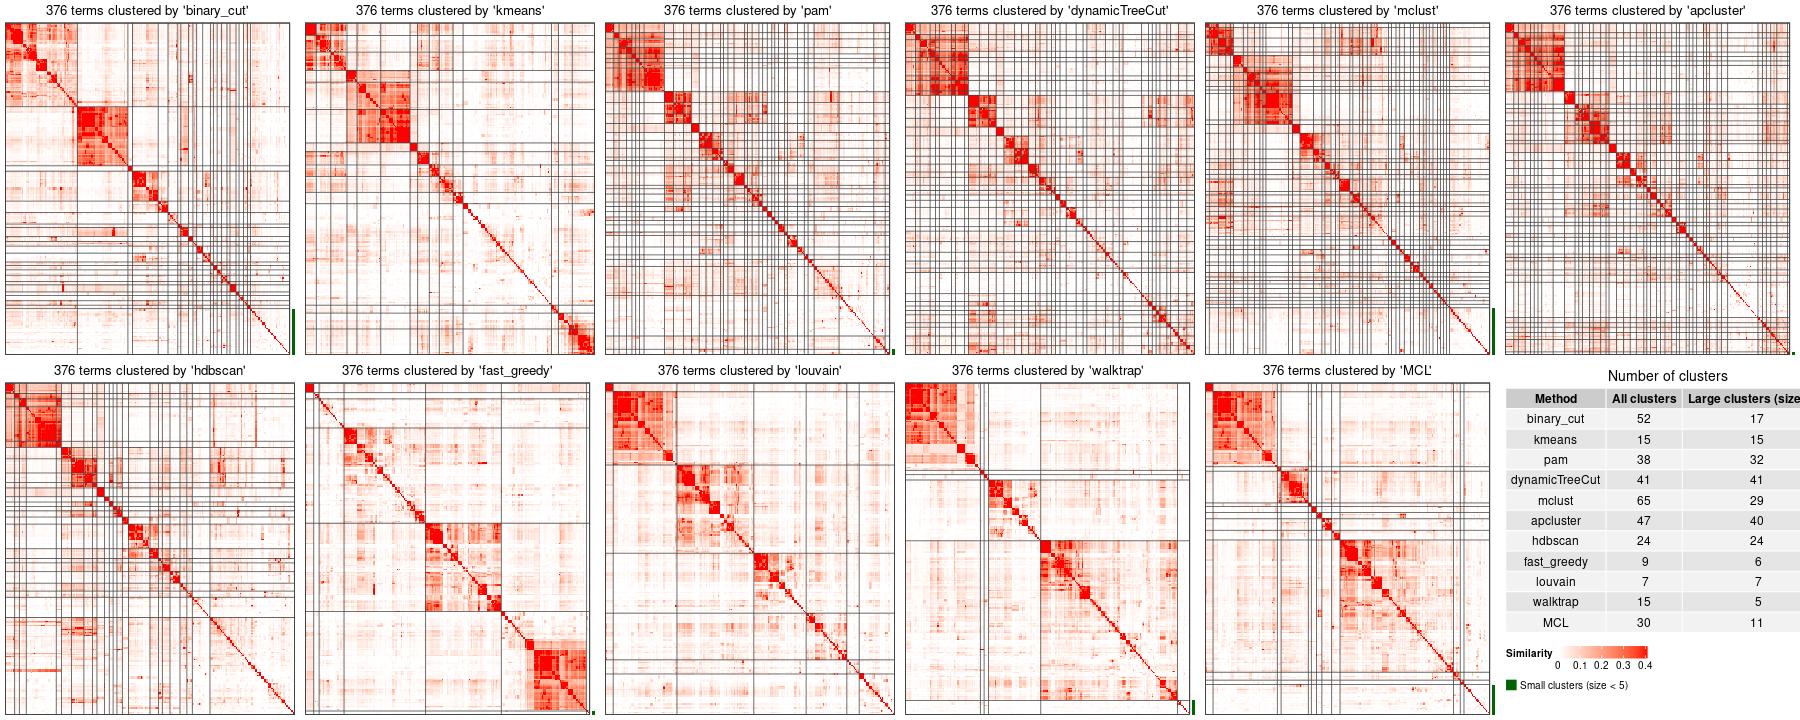 376 terms clustered by 'binary_cut'
376 terms clustered by 'kmeans'
376 terms clustered by 'pam'
376 terms clustered by 'dynamicTreeCut'
376 terms clustered by 'mclust'
376 terms clustered by 'apcluster'
376 terms clustered by 'hdbscan'
376 terms clustered by 'fast_greedy'
376 terms clustered by 'louvain'
376 terms clustered by 'walktrap'
376 terms clustered by 'MCL'
Number of clusters
Method All clusters Large clusters (size
binary_cut 52 17
kmeans 15 15
pam 38 32
dynamicTreeCut 41 41
mclust 65 29
apcluster 47 40
hdbscan 24 24
fast_greedy 9 6
louvain 7 7
walktrap 15 5
MCL 30 11
Similarity
0 0.1 0.2 0.3 0.4
Small clusters (size < 5)